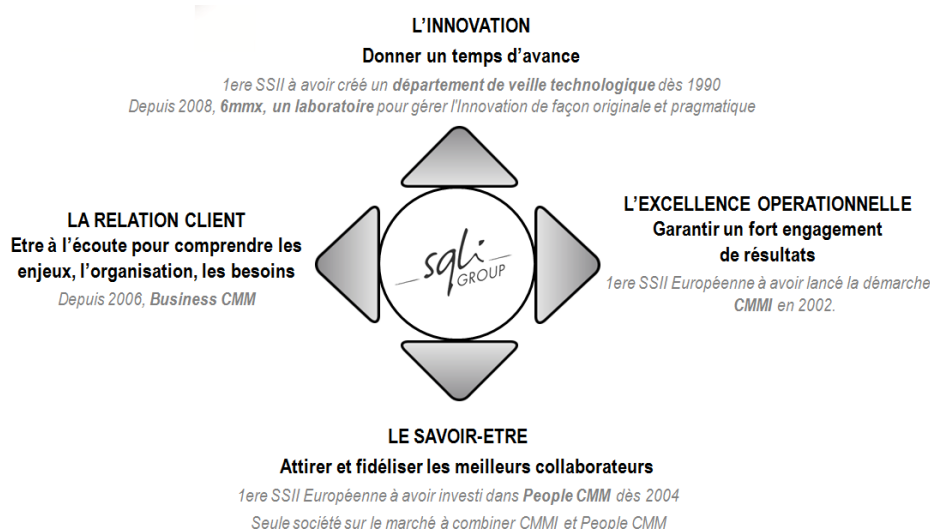 L'INNOVATION
Donner un temps d'avance
1ere SSII à avoir créé un département de veille technologique dès 1990
Depuis 2008, 6mmx, un laboratoire pour gérer l'Innovation de façon originale et pragmatique
LA RELATION CLIENT
Etre à l'écoute pour comprendre les
enjeux, l'organisation, les besoins
Depuis 2006, Business CMM
sqli
GROUP
L'EXCELLENCE OPERATIONNELLE
Garantir un fort engagement
de résultats
1ere SSII Européenne à avoir lancé la démarche
CMMI en 2002.
LE SAVOIR-ETRE
Attirer et fidéliser les meilleurs collaborateurs
1ere SSII Européenne à avoir investi dans People CMM dès 2004
Seule société sur le marché à combiner CMMI et People CMM